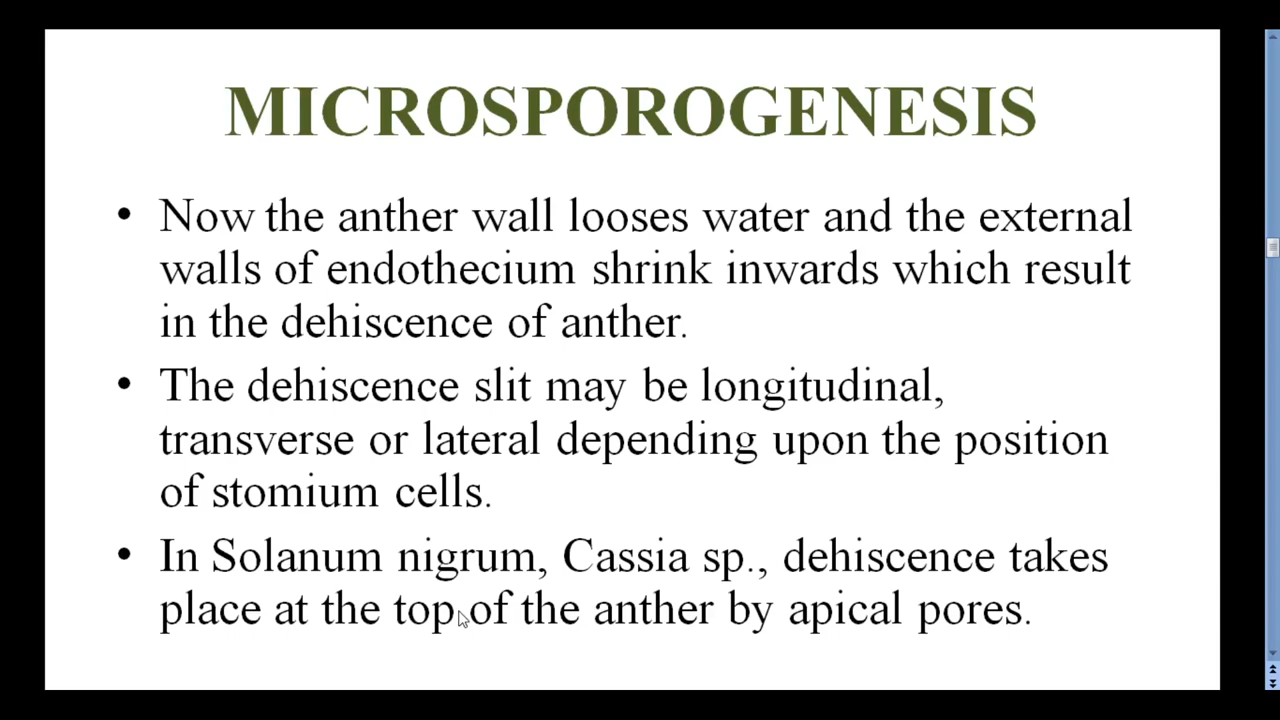 MICROSPOROGENESIS
• Now the anther wall looses water and the external
walls of endothecium shrink inwards which result
in the dehiscence of anther.
• The dehiscence slit may be longitudinal,
transverse or lateral depending upon the position
of stomium cells.
• In Solanum nigrum, Cassia sp., dehiscence takes
place at the top of the anther by apical pores.